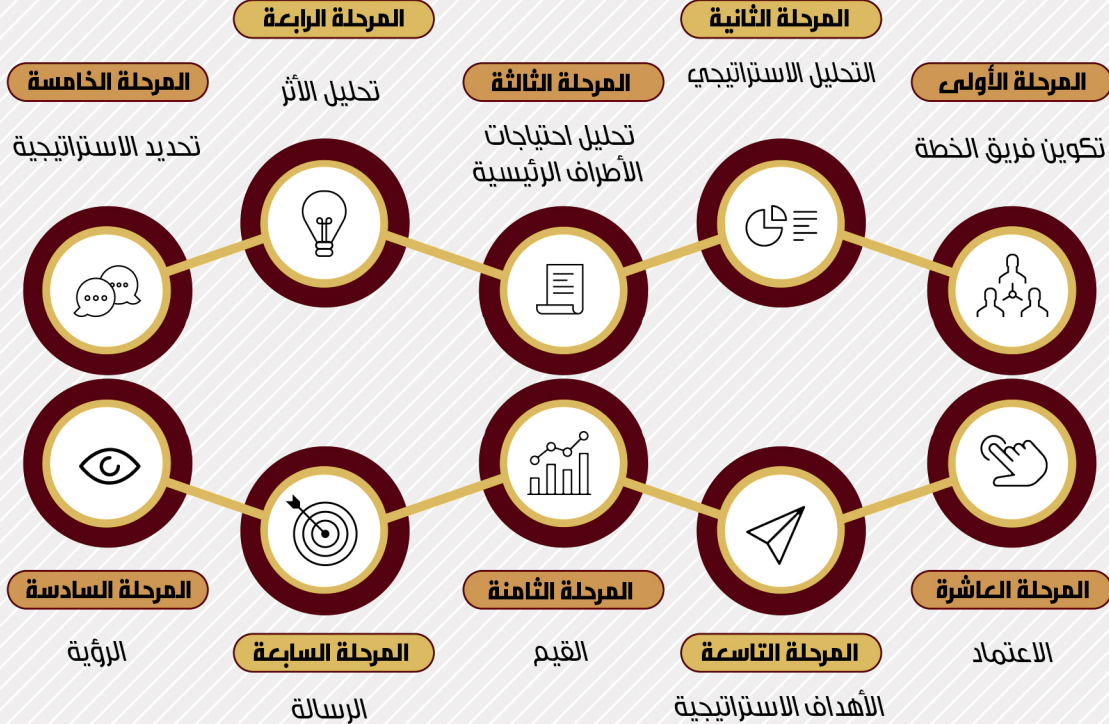 المرحلة الأولى
تكوين فريق الخطة
المرحلة الثانية
التحليل الاستراتيجي
المرحلة الثالثة
تحليل احتياجات
الأطراف الرئيسية
المرحلة الرابعة
تحليل الأثر
المرحلة الخامسة
تحديد الاستراتيجية
المرحلة السادسة
الرؤية
المرحلة السابعة
الرسالة
المرحلة الثامنة
القيم
المرحلة التاسعة
الأهداف الاستراتيجية
المرحلة العاشرة
الاعتماد